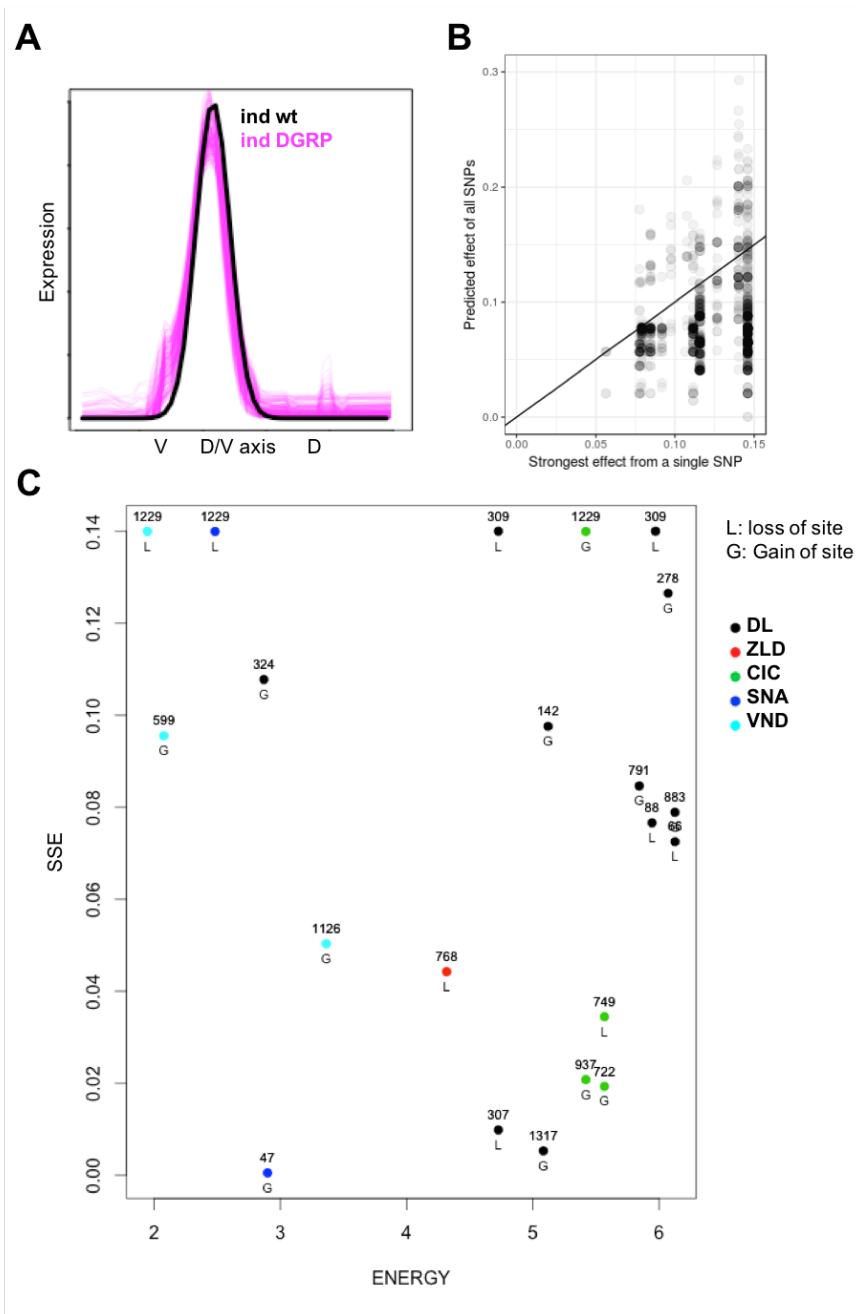 A
ind wt
ind DGRP
Expression
V D/V axis D
B
0.3
0.2
0.1
0.0
Predicted effect of all SNPs
0.00 0.05 0.10 0.15
Strongest effect from a single SNP
C
1229 1229 309 1229 309
L L L G L
278
G
324
G
599
G
142
G
791
G
88
L
883
G
66
L
1126
G
768
L
749
L
937 722
G G
307
L
1317
G
47
G
0.14
0.12
0.10
0.08
0.06
0.04
0.02
0.00
SSE
2 3 4 5 6
ENERGY
L: loss of site
G: Gain of site
DL
ZLD
CIC
SNA
VND